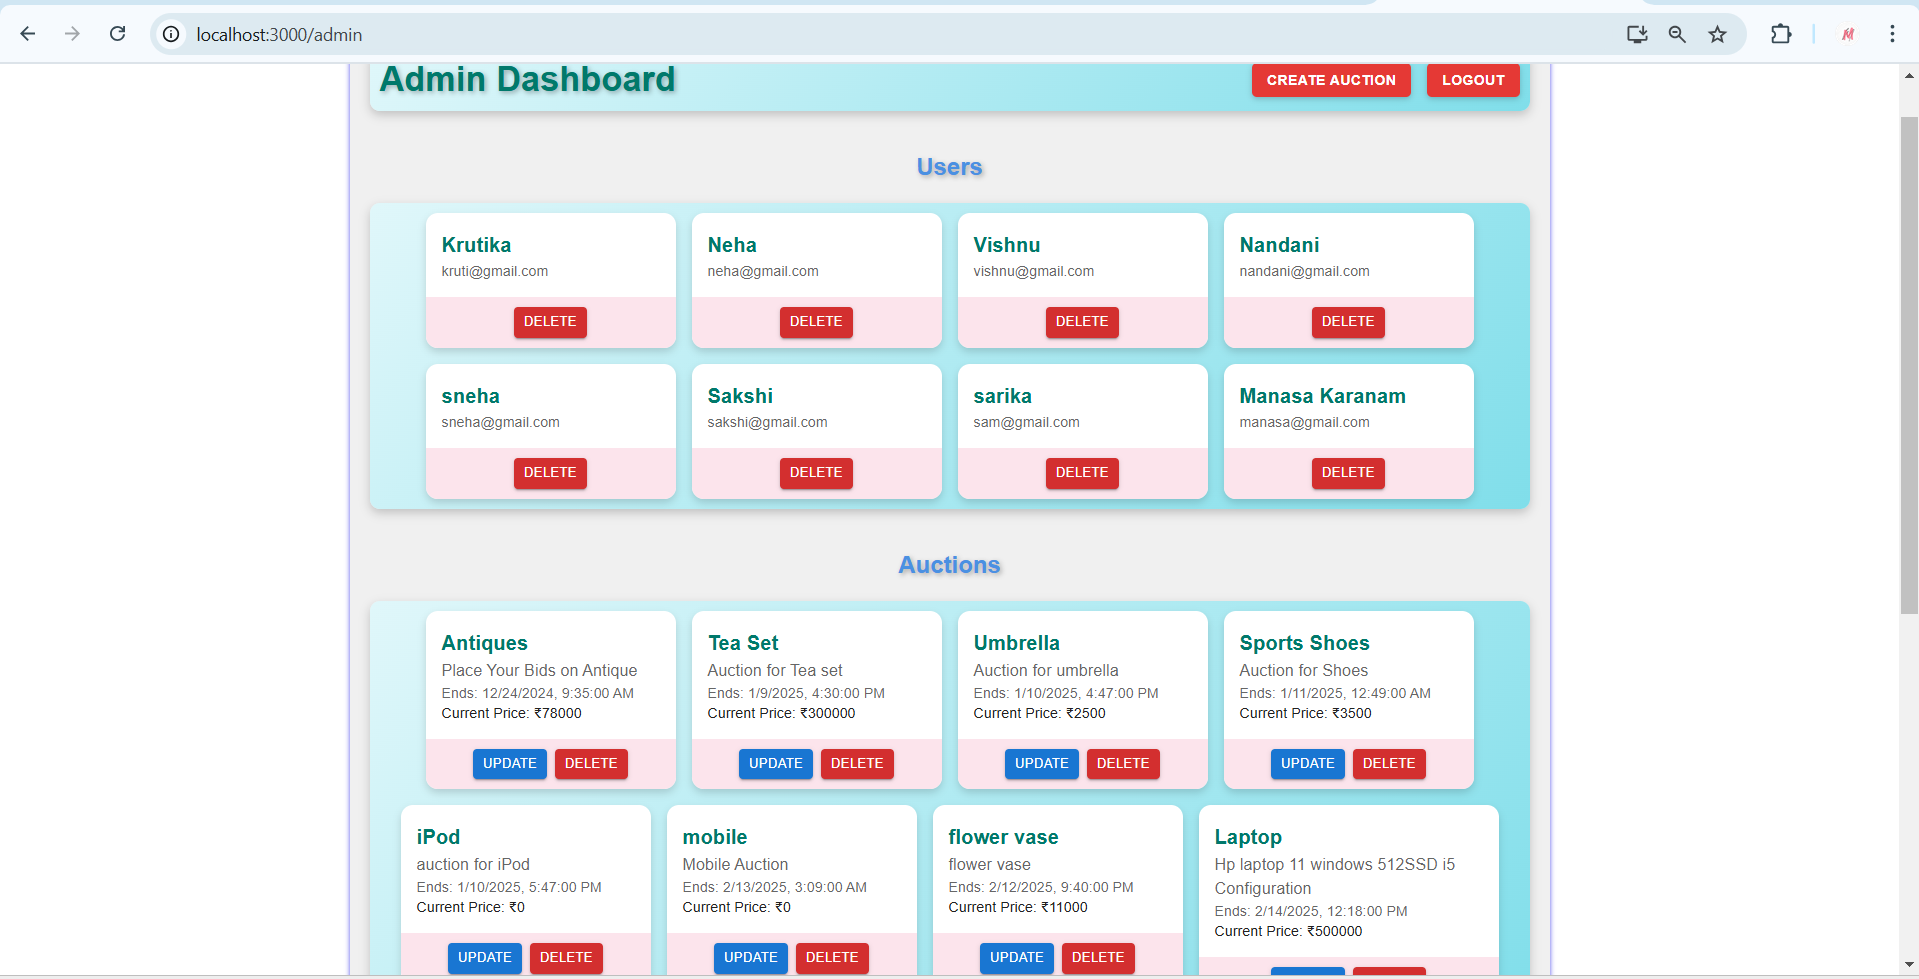 localhost:3000/admin
Admin Dashboard
CREATE AUCTION
LOGOUT
Users
Krutika
kruti@gmail.com
DELETE
Neha
neha@gmail.com
DELETE
Vishnu
vishnu@gmail.com
DELETE
Nandani
nandani@gmail.com
DELETE
sneha
sneha@gmail.com
DELETE
Sakshi
sakshi@gmail.com
DELETE
sarika
sam@gmail.com
DELETE
Manasa Karanam
manasa@gmail.com
DELETE
Auctions
Antiques
Place Your Bids on Antique
Ends: 12/24/2024, 9:35:00 AM
Current Price: ₹78000
UPDATE
DELETE
Tea Set
Auction for Tea set
Ends: 1/9/2025, 4:30:00 PM
Current Price: ₹300000
UPDATE
DELETE
Umbrella
Auction for umbrella
Ends: 1/10/2025, 4:47:00 PM
Current Price: ₹2500
UPDATE
DELETE
Sports Shoes
Auction for Shoes
Ends: 1/11/2025, 12:49:00 AM
Current Price: ₹3500
UPDATE
DELETE
iPod
auction for iPod
Ends: 1/10/2025, 5:47:00 PM
Current Price: ₹0
UPDATE
DELETE
mobile
Mobile Auction
Ends: 2/13/2025, 3:09:00 AM
Current Price: ₹0
UPDATE
DELETE
flower vase
flower vase
Ends: 2/12/2025, 9:40:00 PM
Current Price: ₹11000
UPDATE
DELETE
Laptop
Hp laptop 11 windows 512SSD i5
Configuration
Ends: 2/14/2025, 12:18:00 PM
Current Price: ₹500000